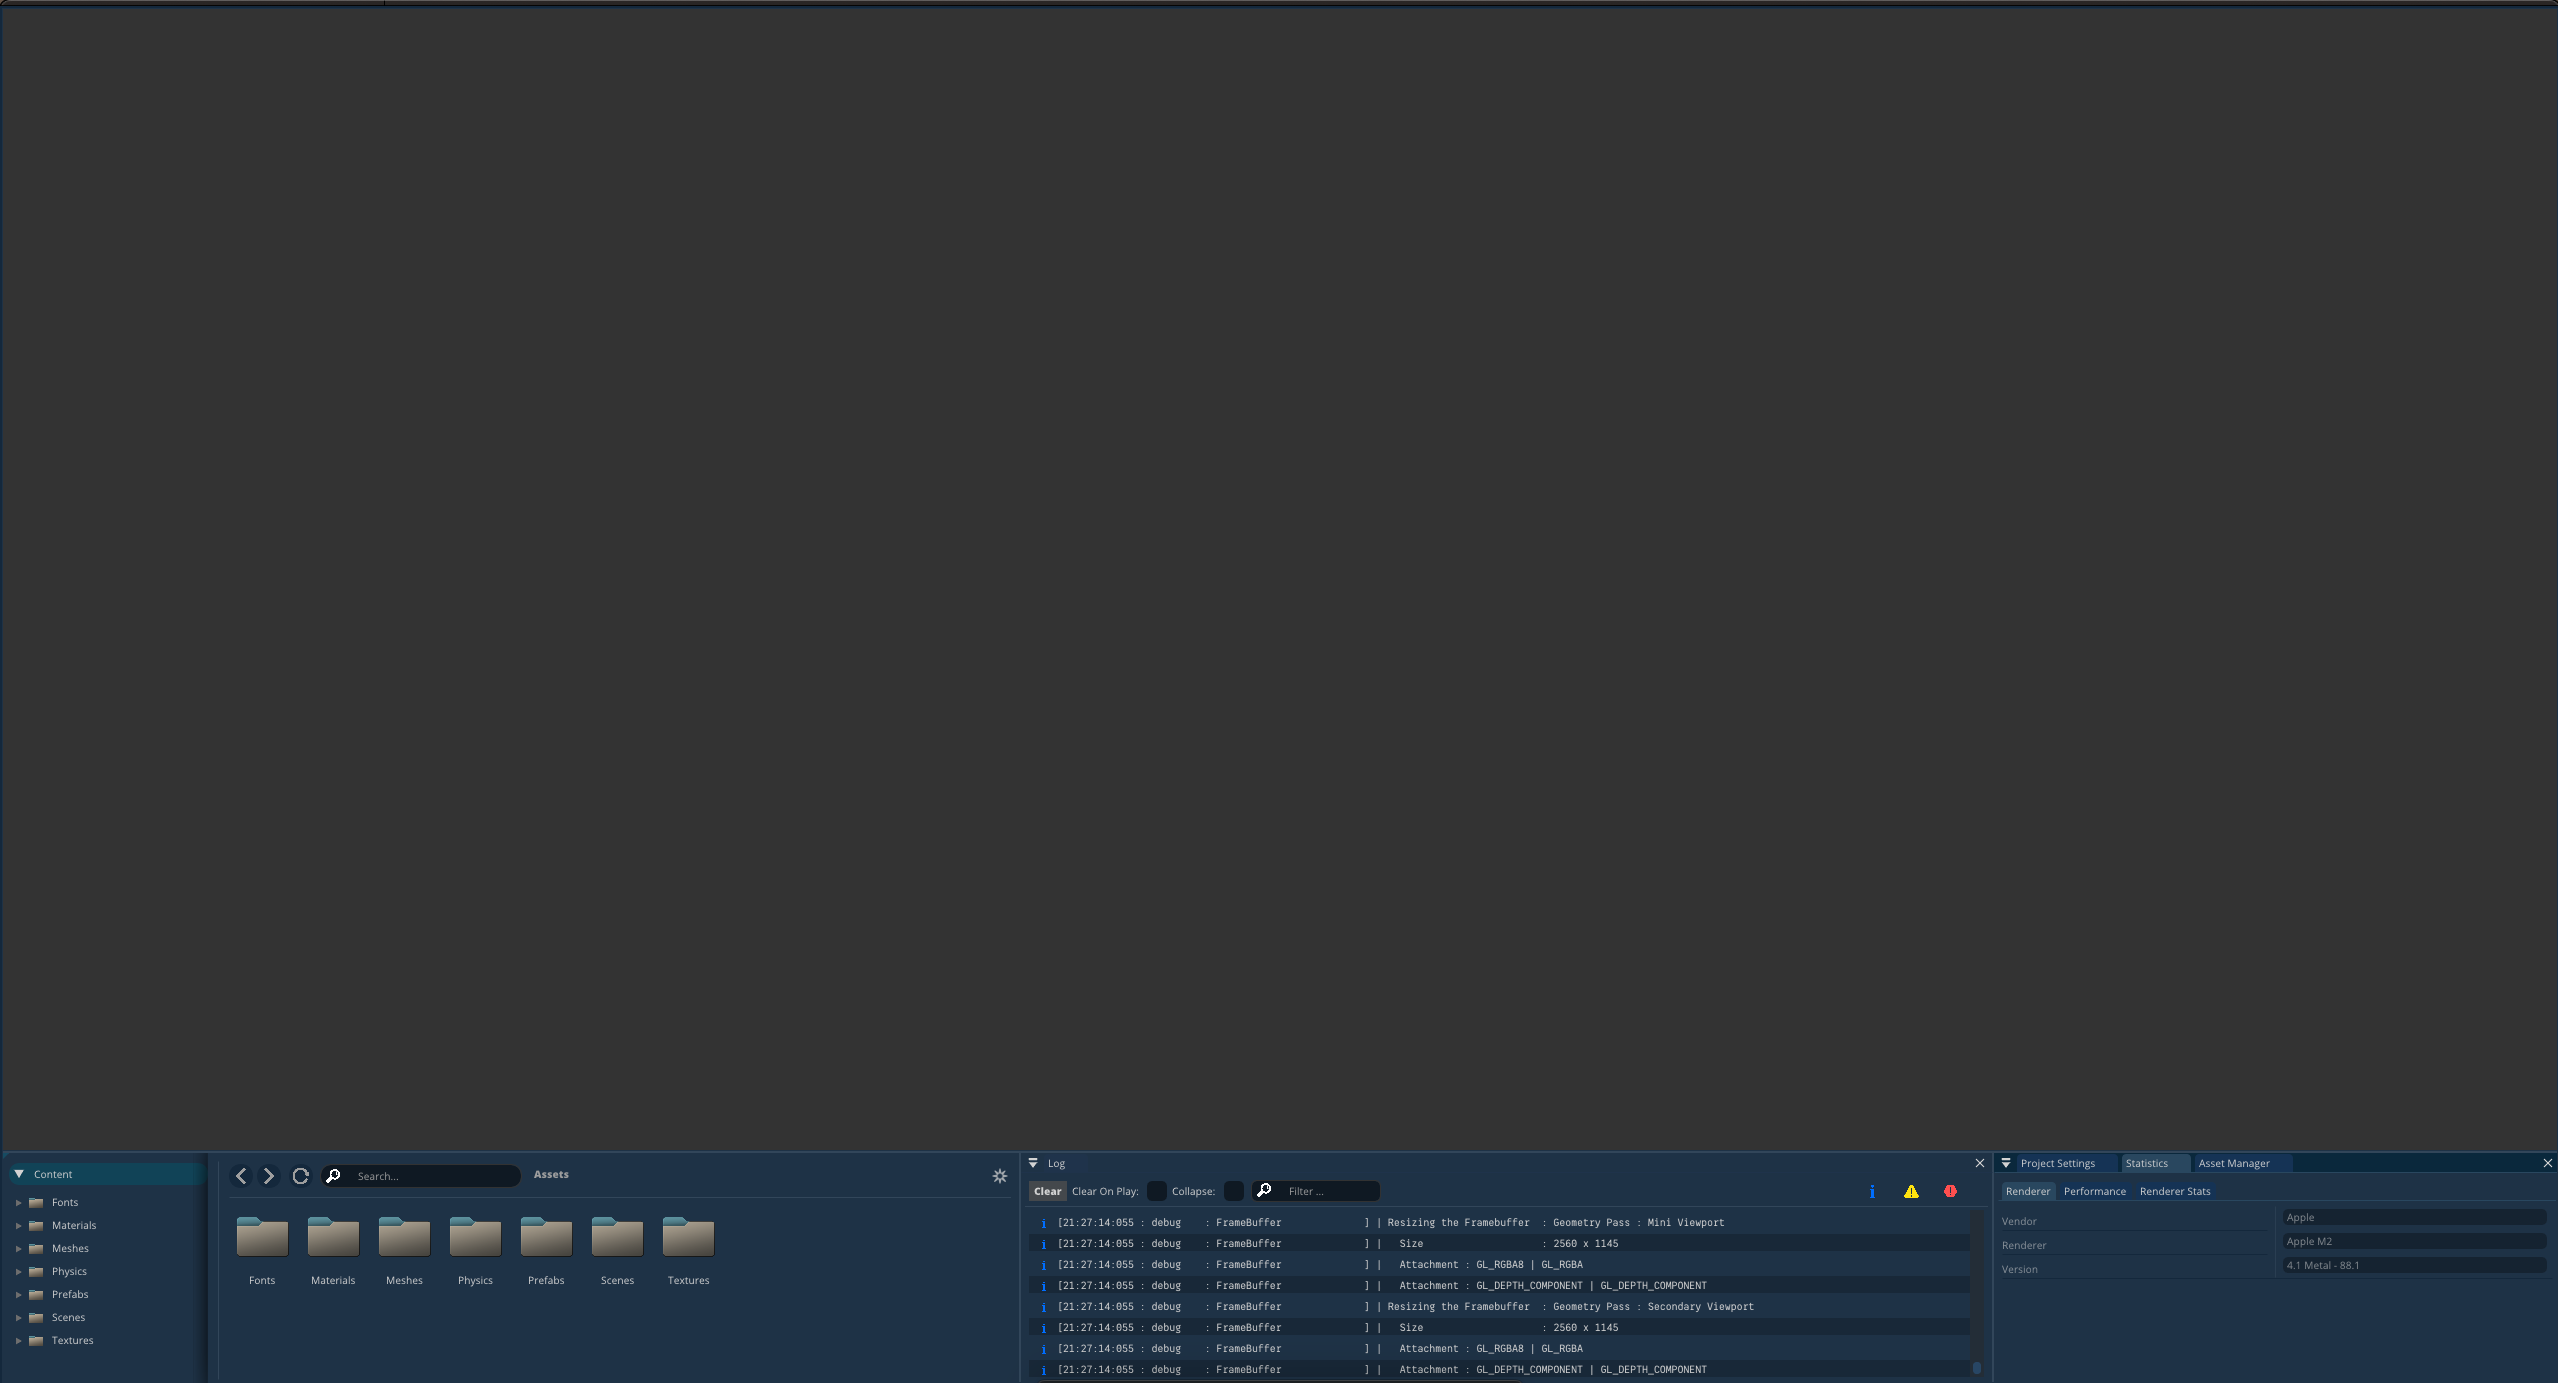 Content
Fonts
Materials
Meshes
Physics
Prefabs
Scenes
Textures
Search...
Assets
Fonts Materials Meshes Physics Prefabs Scenes Textures
Log
Clear Clear On Play: Collapse: Filter ...
[21:27:14:055 : debug : FrameBuffer ] | Resizing the Framebuffer : Geometry Pass : Mini Viewport
[21:27:14:055 : debug : FrameBuffer ] | Size : 2560 x 1145
[21:27:14:055 : debug : FrameBuffer ] | Attachment : GL_RGBA8 | GL_RGBA
[21:27:14:055 : debug : FrameBuffer ] | Attachment : GL_DEPTH_COMPONENT | GL_DEPTH_COMPONENT
[21:27:14:055 : debug : FrameBuffer ] | Resizing the Framebuffer : Geometry Pass : Secondary Viewport
[21:27:14:055 : debug : FrameBuffer ] | Size : 2560 x 1145
[21:27:14:055 : debug : FrameBuffer ] | Attachment : GL_RGBA8 | GL_RGBA
[21:27:14:055 : debug : FrameBuffer ] | Attachment : GL_DEPTH_COMPONENT | GL_DEPTH_COMPONENT
Project Settings Statistics Asset Manager
Renderer Performance Renderer Stats
Vendor Apple
Renderer Apple M2
Version 4.1 Metal - 88.1